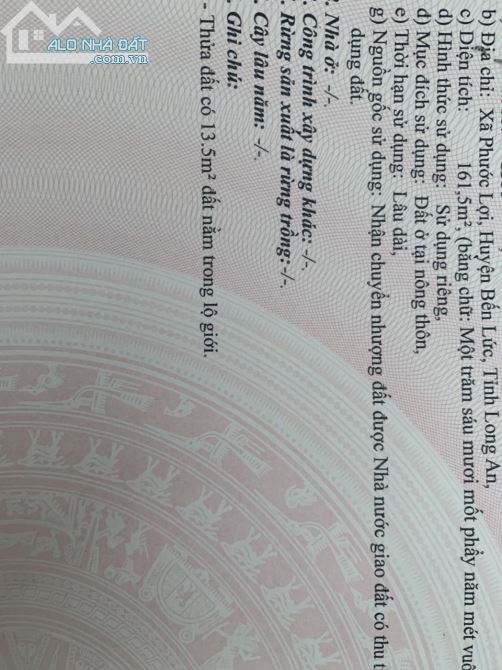 ALO NHÀ ĐẤT
b) Địa chỉ: Xã Phước Lợi, Huyện Bến Lức, Tỉnh Long An,
c) Diện tích: 161,5m², (bằng chữ: Một trăm sáu mươi mốt phẩy năm mét vuô
d) Hình thức sử dụng: Sử dụng riêng,
đ) Mục đích sử dụng: Đất ở tại nông thôn,
e) Thời hạn sử dụng: Lâu dài,
g) Nguồn gốc sử dụng: Nhận chuyển nhượng đất được Nhà nước giao đất có thu t
dụng đất.
. Nhà ở: -/-.
. Công trình xây dựng khác: -/-.
. Rừng sản xuất là rừng trồng: -/-.
. Cây lâu năm: -/-.
. Ghi chú:
- Thửa đất có 13.5m² đất nằm trong lộ giới.